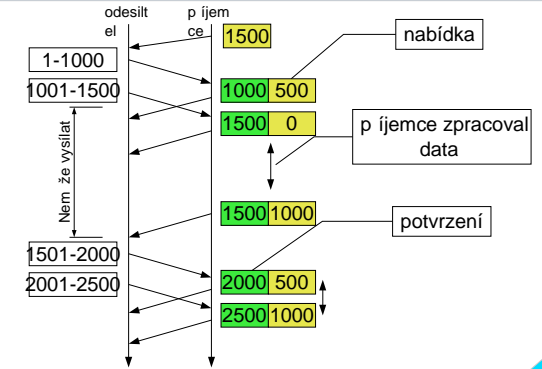 odesilt
el
p íjem
ce
1500
nabídka
1-1000
1001-1500
1000 500
1500 0
p íjemce zpracoval
data
Nem že vysílat
1500 1000
potvrzení
1501-2000
2001-2500
2000 500
2500 1000